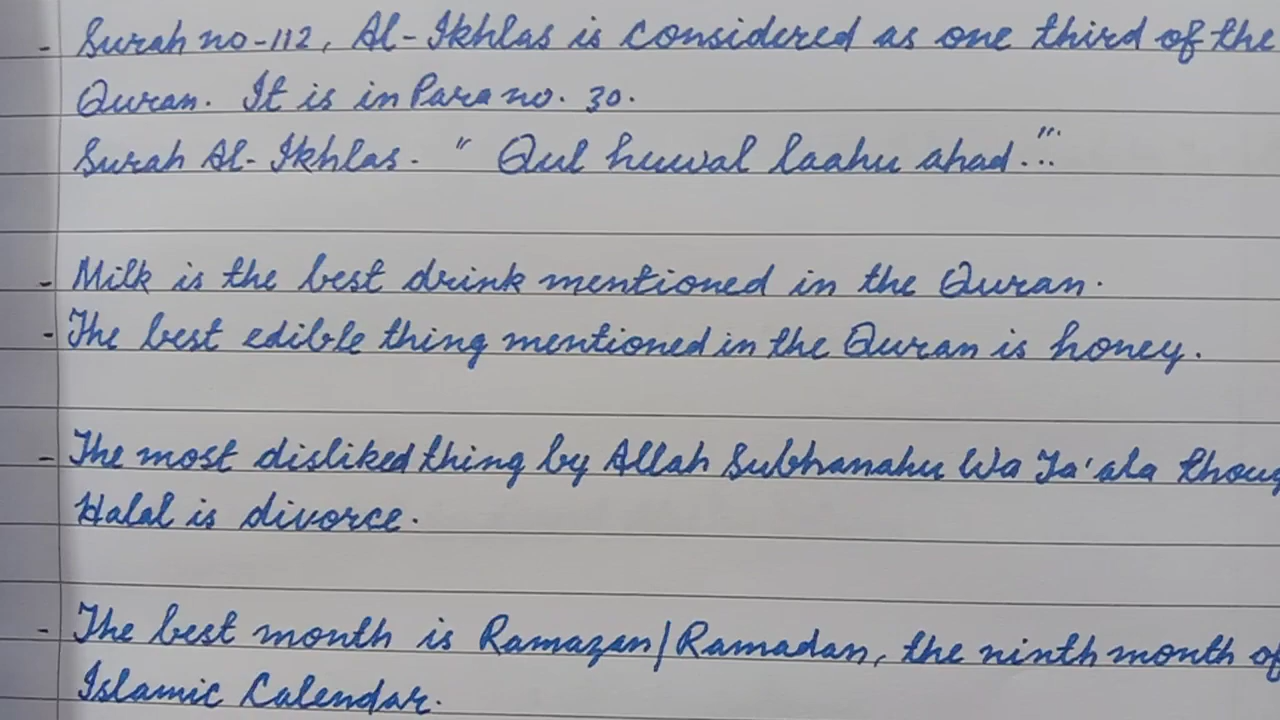 - Surah no-112, Al-Ikhlas is considered as one third of the
Quran. It is in Para no. 30.
Surah Al-Ikhlas. " Qul huwal laahu ahad..."
- Milk is the best drink mentioned in the Quran.
- The best edible thing mentioned in the Quran is honey.
- The most disliked thing by Allah Subhanahu Wa Ta'ala thoug
Halal is divorce.
- The best month is Ramazan/Ramadan, the ninth month of
Islamic Calendar.